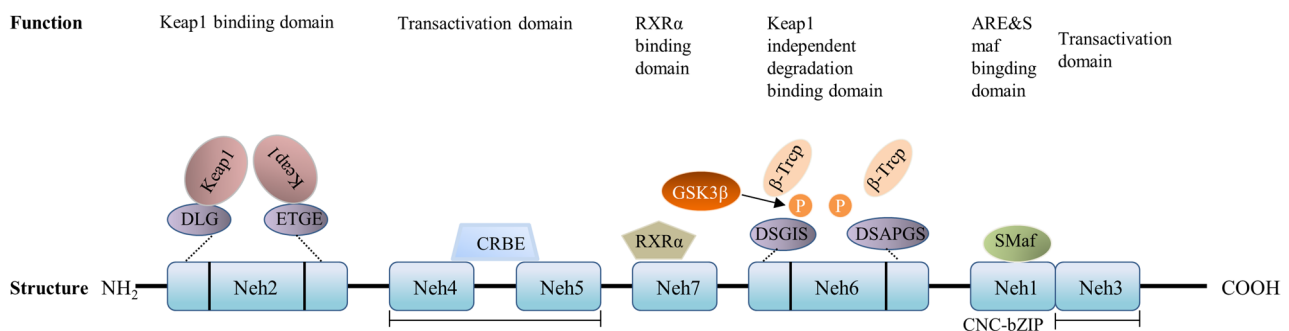 Function
Keap1 bindiing domain
Transactivation domain
RXRα
binding
domain
Keap1
independent
degradation
binding domain
ARE&S
maf
bingding
domain
Transactivation
domain
Keap1
Keap1
β-Trcp
β-Trcp
GSK3β
P
P
DLG
ETGE
CRBE
RXRα
DSGIS
DSAPGS
SMaf
Structure
NH2
Neh2
Neh4
Neh5
Neh7
Neh6
Neh1
Neh3
COOH
CNC-bZIP